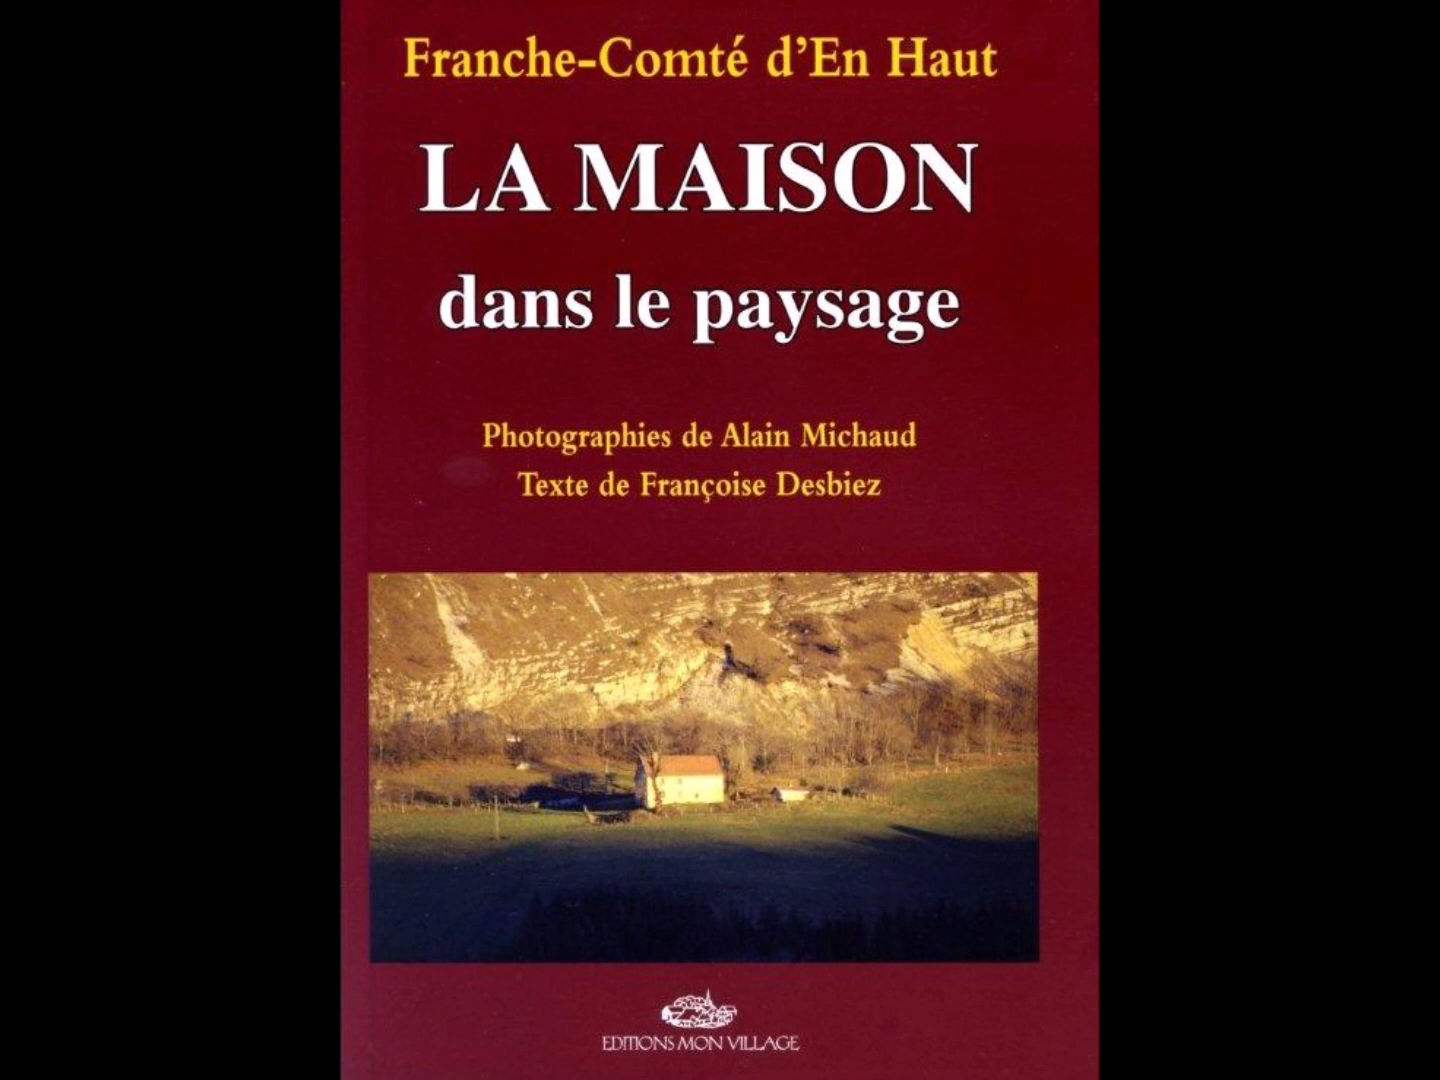 Franche-Comté d'En Haut
LA MAISON
dans le paysage
Photographies de Alain Michaud
Texte de Françoise Desbiez
EDITIONS MON VILLAGE